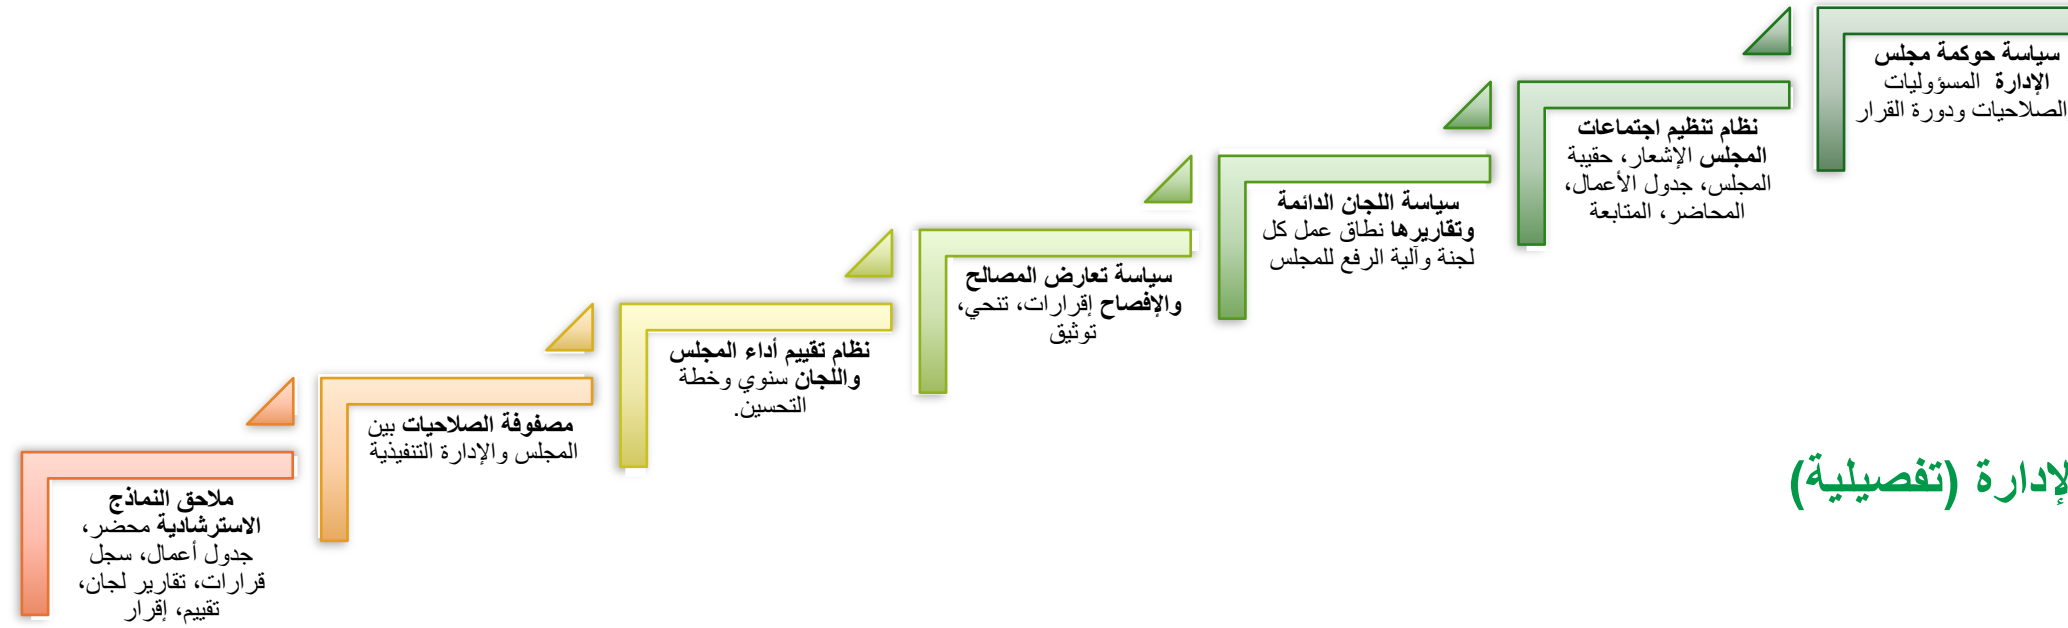 سياسة حوكمة مجلس
الإدارة المسؤوليات
الصلاحيات ودورة القرار
نظام تنظيم اجتماعات
المجلس الإشعار، حقيبة
المجلس، جدول الأعمال،
المحاضر، المتابعة
سياسة اللجان الدائمة
وتقاريرها نطاق عمل كل
لجنة وآلية الرفع للمجلس
سياسة تعارض المصالح
والإفصاح إقرارات، تنحي،
توثيق
نظام تقييم أداء المجلس
واللجان سنوي وخطة
التحسين.
مصفوفة الصلاحيات بين
المجلس والإدارة التنفيذية
ملاحق النماذج
الاسترشادية محضر،
جدول أعمال، سجل
قرارات، تقارير لجان،
تقييم، إقرار
لإدارة (تفصيلية)